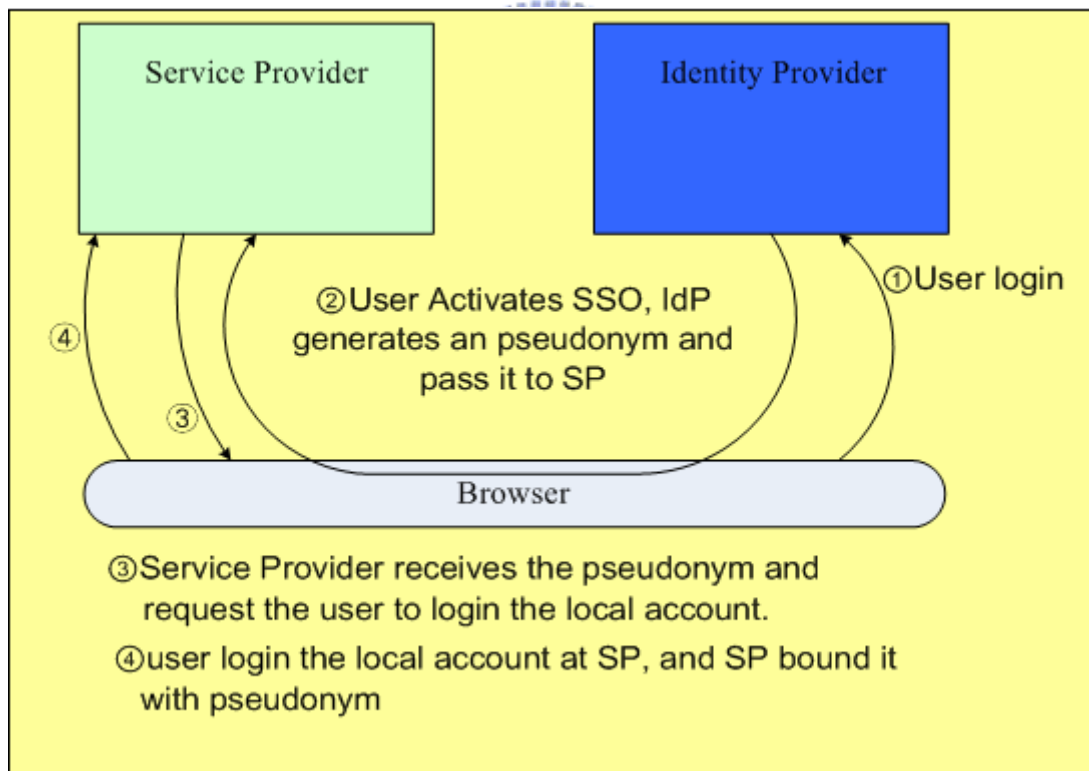 Service Provider
Identity Provider
①User login
②User Activates SSO, IdP
generates an pseudonym and
pass it to SP
④
③
Browser
③Service Provider receives the pseudonym and
request the user to login the local account.
④user login the local account at SP, and SP bound it
with pseudonym